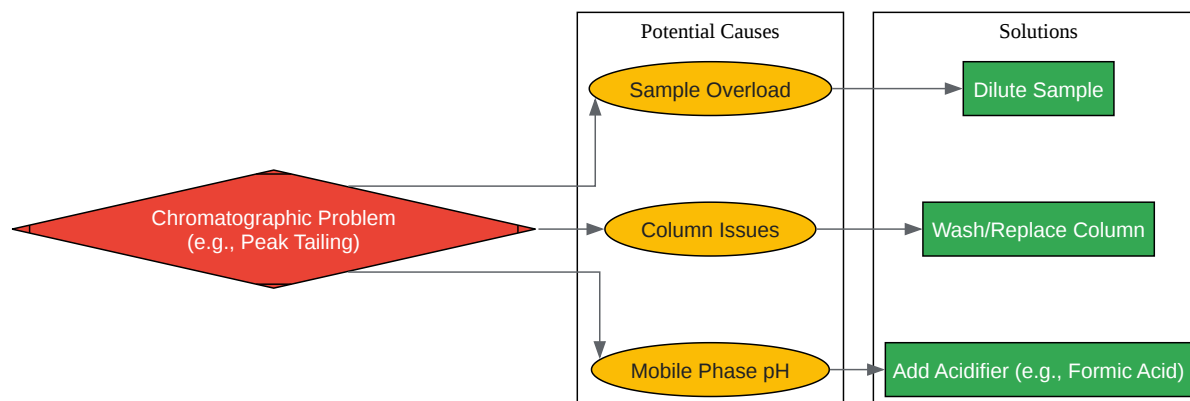 Potential Causes
Solutions
Sample Overload
Dilute Sample
Chromatographic Problem
(e.g., Peak Tailing)
Column Issues
Wash/Replace Column
Mobile Phase pH
Add Acidifier (e.g., Formic Acid)